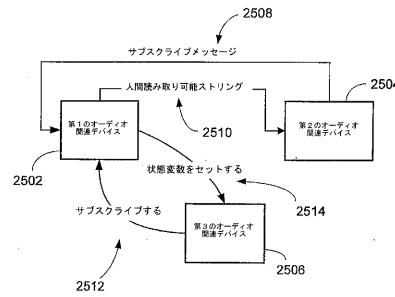 2508
サブスクライブメッセージ
2504
人間読み取り可能ストリング
第1のオーディオ
関連デバイス
2510
第2のオーディオ
関連デバイス
2502
状態変数をセットする
2514
サブスクライブする
第3のオーディオ
関連デバイス
2506
2512